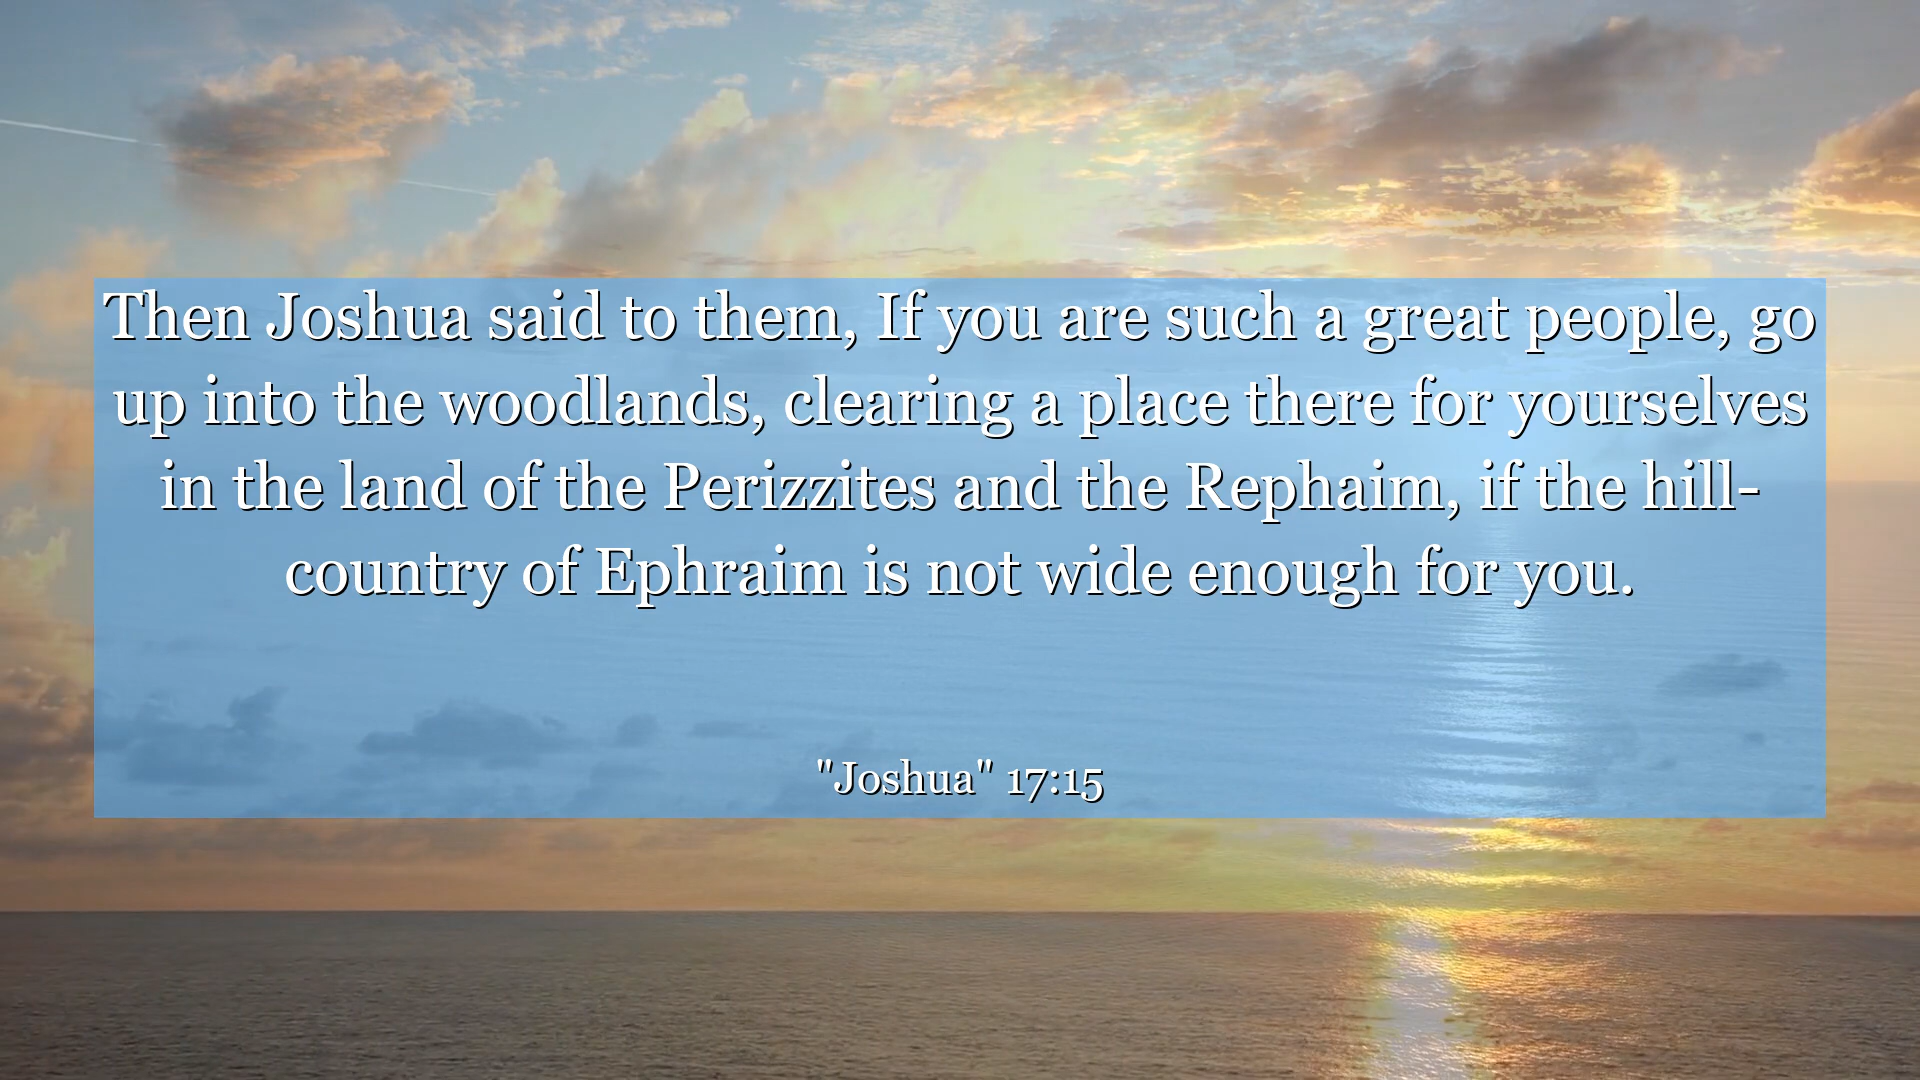 Then Joshua said to them, If you are such a great people, go
up into the woodlands, clearing a place there for yourselves
in the land of the Perizzites and the Rephaim, if the hill-
country of Ephraim is not wide enough for you.
"Joshua" 17:15